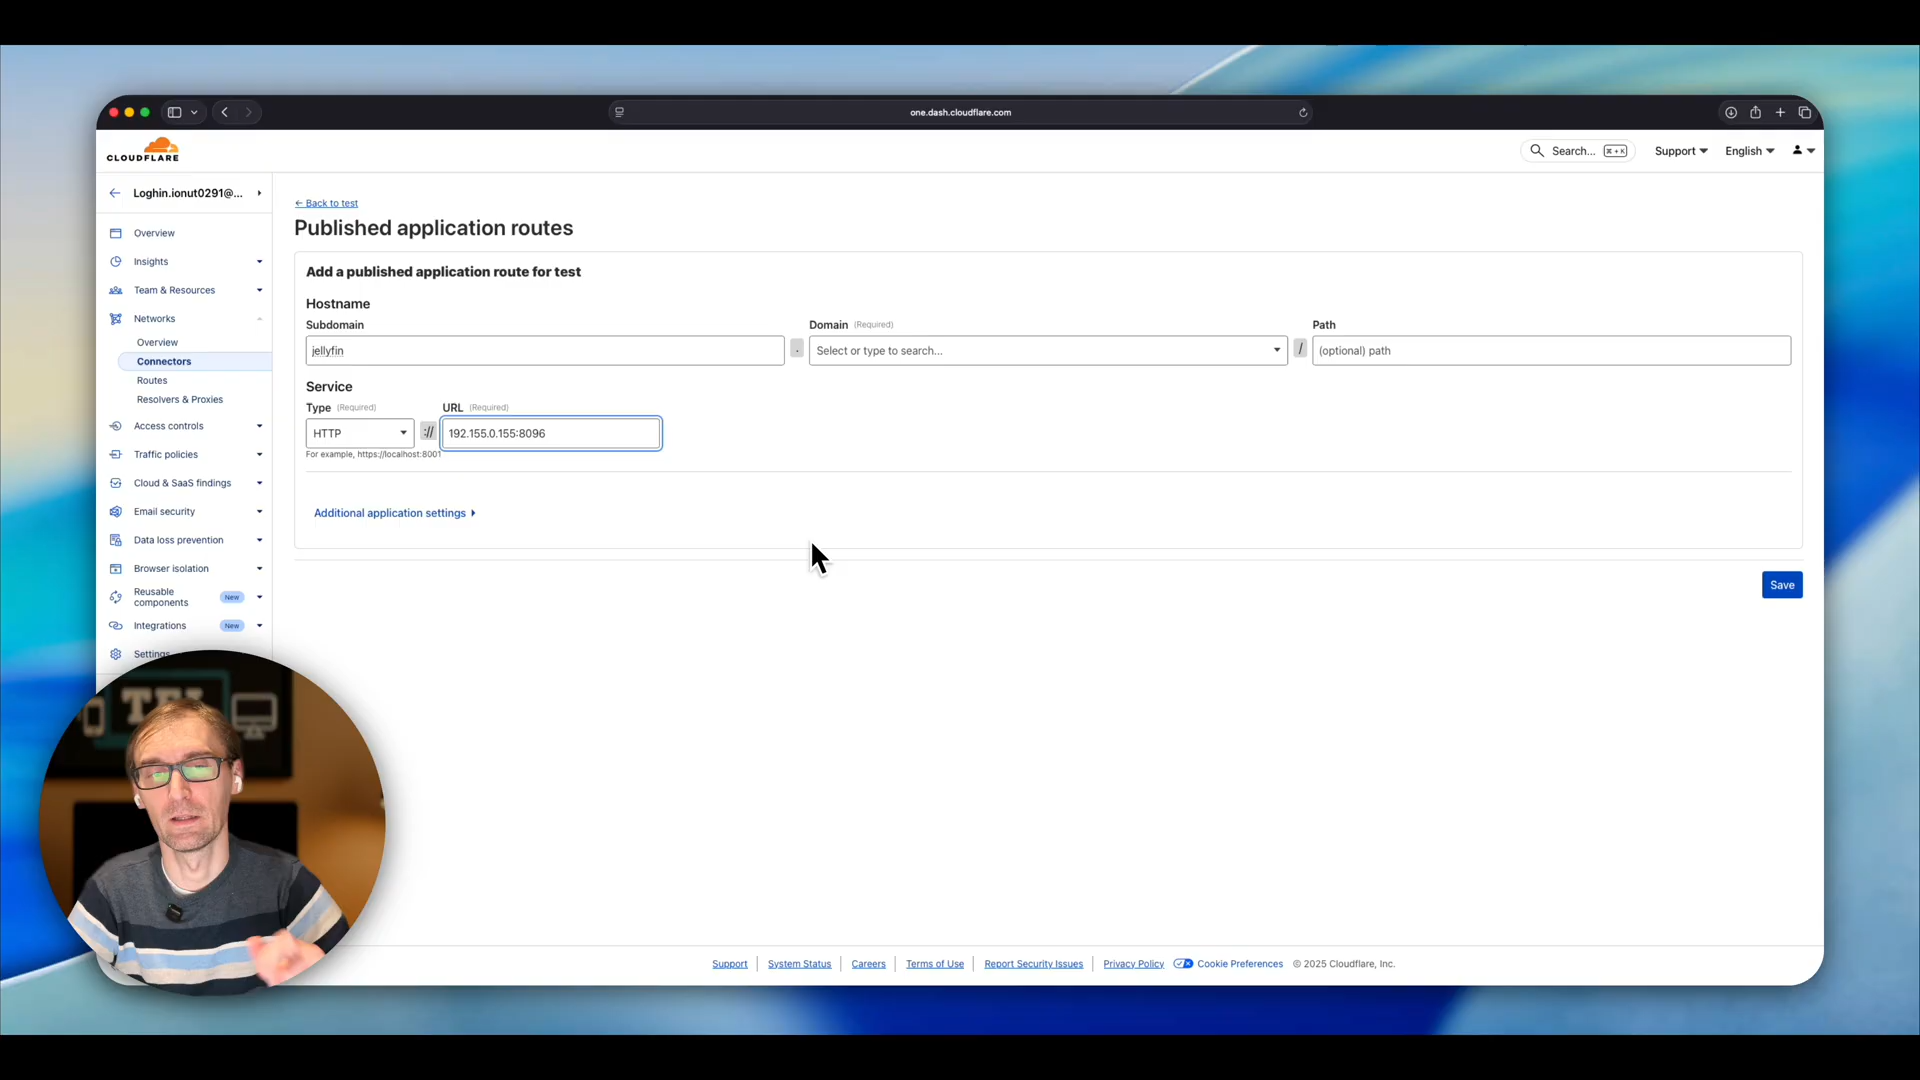 one.dash.cloudflare.com
CLOUDFLARE
Search... ⌘ + K
Support
English
Loghin.ionut0291@...
Overview
Insights
Team & Resources
Networks
Overview
Connectors
Routes
Resolvers & Proxies
Access controls
Traffic policies
Cloud & SaaS findings
Email security
Data loss prevention
Browser isolation
Reusable
components
New
Integrations New
Settings
← Back to test
Published application routes
Add a published application route for test
Hostname
Subdomain
jellyfin
.
Domain (Required)
Select or type to search...
/
Path
(optional) path
Service
Type (Required)
HTTP
://
URL (Required)
192.155.0.155:8096
For example, https://localhost:8001
Additional application settings
Save
Support
System Status
Careers
Terms of Use
Report Security Issues
Privacy Policy
Cookie Preferences
© 2025 Cloudflare, Inc.